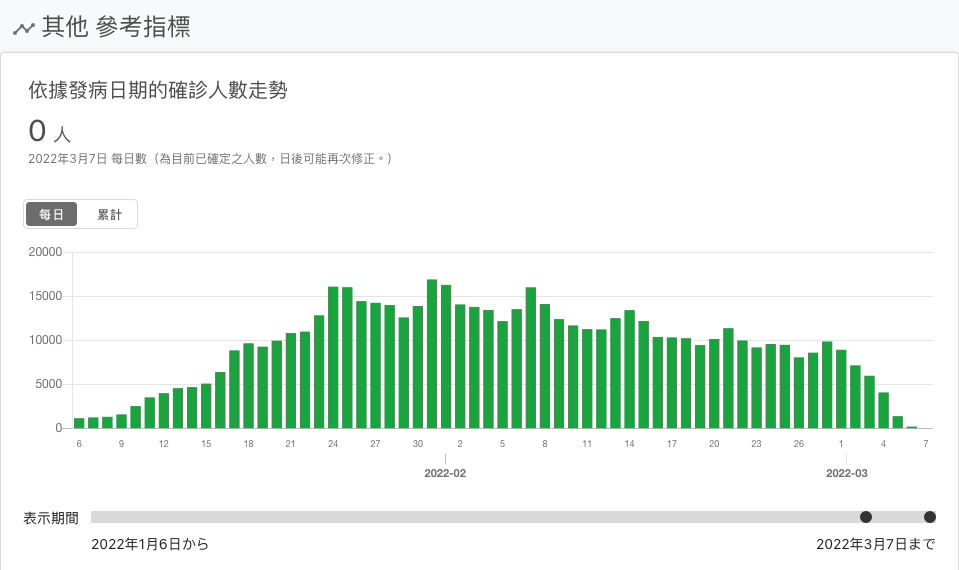 其他 參考指標
依據發病日期的確診人數走勢
0 人
2022年3月7日 每日數（為目前已確定之人數，日後可能再次修正。）
每日 累計
20000
15000
10000
5000
0
6 9 12 15 18 21 24 27 30 2 5 8 11 14 17 20 23 26 1 4 7
2022-02 2022-03
表示期間
2022年1月6日から 2022年3月7日まで